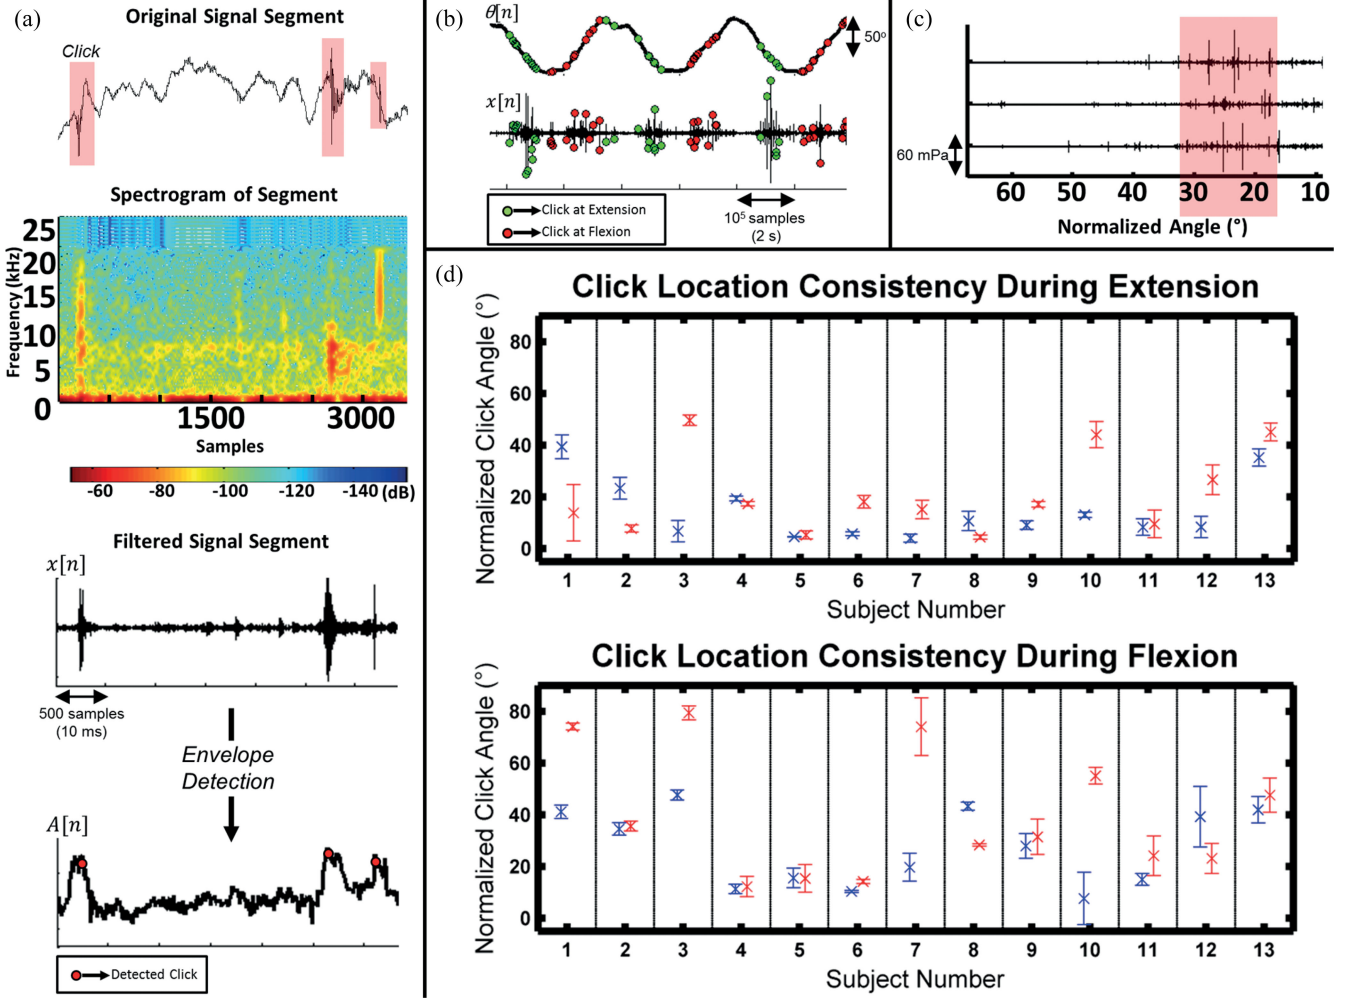 (a)
Original Signal Segment
Click
Spectrogram of Segment
Frequency (kHz)
25
20
15
10
5
0
1500 3000
Samples
-60 -80 -100 -120 -140 (dB)
Filtered Signal Segment
x[n]
500 samples
(10 ms)
Envelope
Detection
A[n]
Detected Click
(b)
θ[n]
50°
x[n]
Click at Extension
Click at Flexion
10⁵ samples
(2 s)
(c)
60 mPa
60 50 40 30 20 10
Normalized Angle (°)
(d)
Click Location Consistency During Extension
Normalized Click Angle (°)
80
60
40
20
0
1 2 3 4 5 6 7 8 9 10 11 12 13
Subject Number
Click Location Consistency During Flexion
Normalized Click Angle (°)
80
60
40
20
0
1 2 3 4 5 6 7 8 9 10 11 12 13
Subject Number